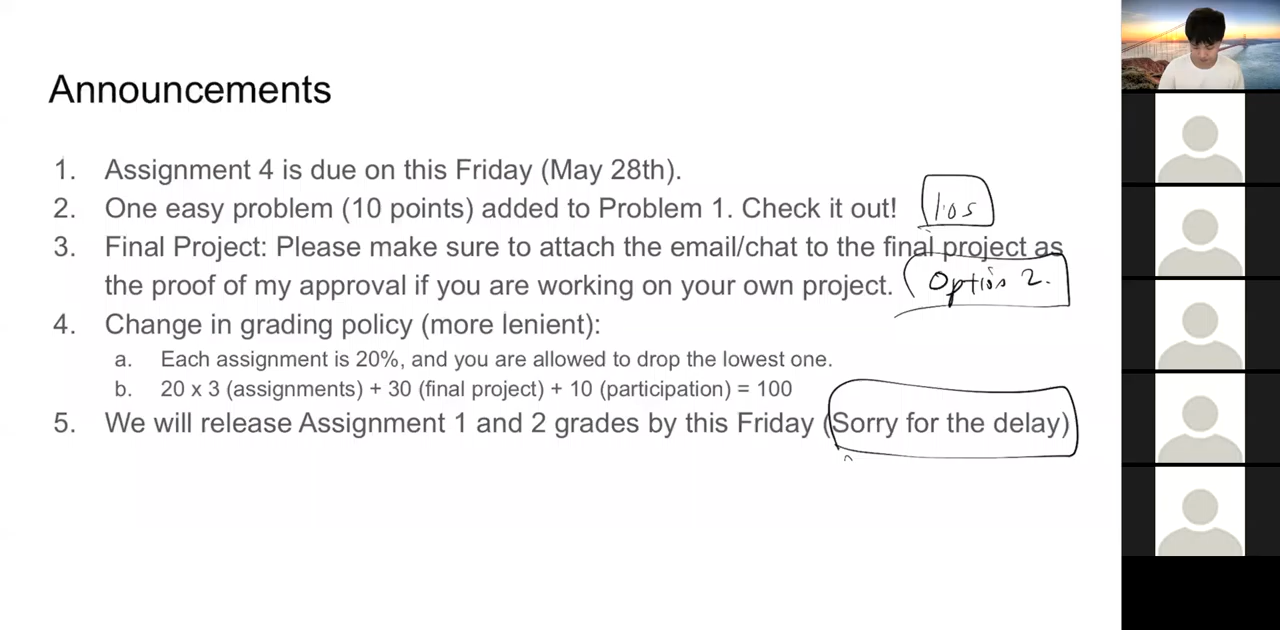 Announcements
1. Assignment 4 is due on this Friday (May 28th).
2. One easy problem (10 points) added to Problem 1. Check it out!
3. Final Project: Please make sure to attach the email/chat to the final project as
the proof of my approval if you are working on your own project. Option 2.
4. Change in grading policy (more lenient):
a. Each assignment is 20%, and you are allowed to drop the lowest one.
b. 20 x 3 (assignments) + 30 (final project) + 10 (participation) = 100
5. We will release Assignment 1 and 2 grades by this Friday (Sorry for the delay)